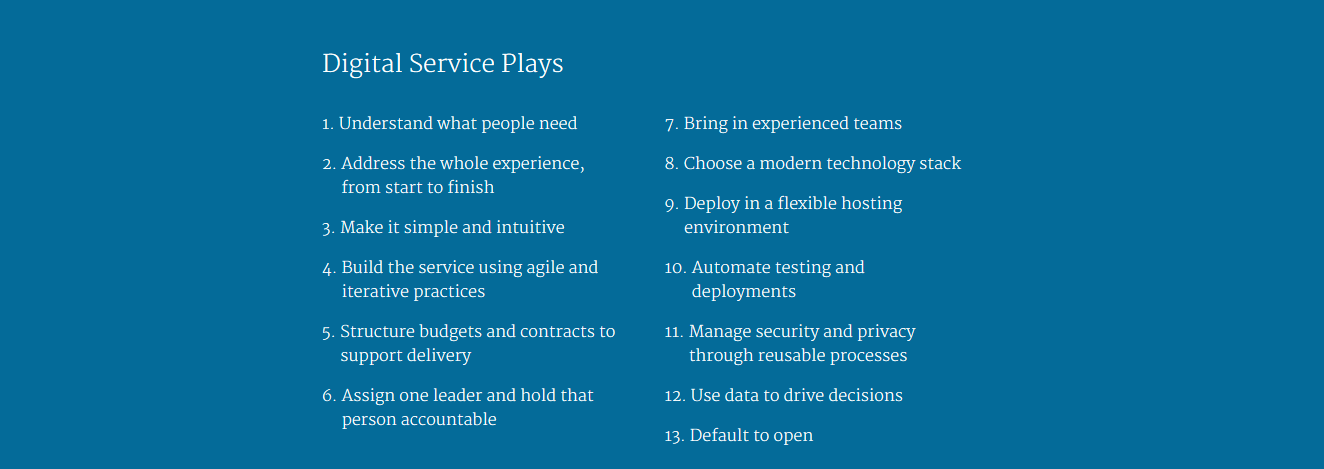 Digital Service Plays
1. Understand what people need
2. Address the whole experience,
from start to finish
3. Make it simple and intuitive
4. Build the service using agile and
iterative practices
5. Structure budgets and contracts to
support delivery
6. Assign one leader and hold that
person accountable
7. Bring in experienced teams
8. Choose a modern technology stack
9. Deploy in a flexible hosting
environment
10. Automate testing and
deployments
11. Manage security and privacy
through reusable processes
12. Use data to drive decisions
13. Default to open